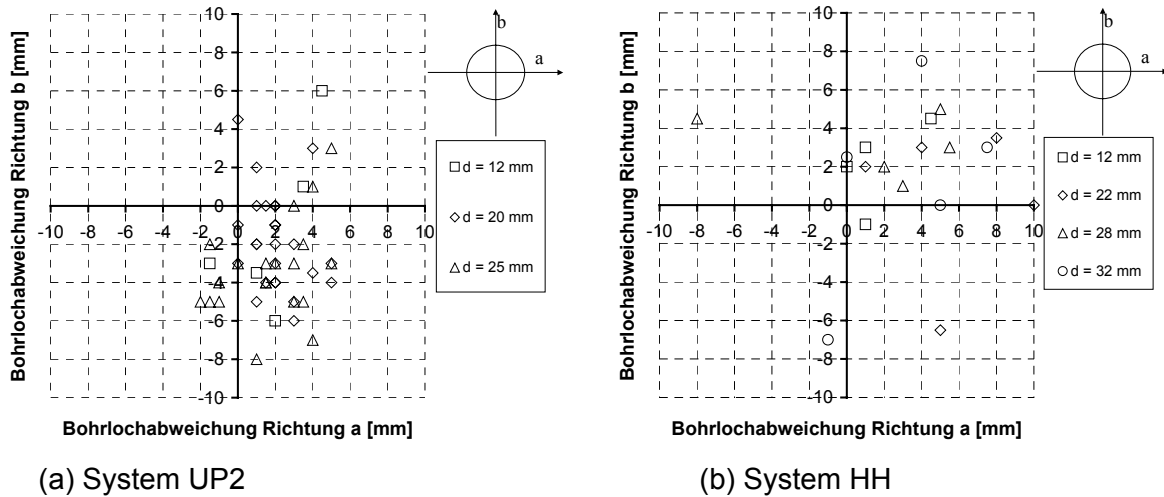 Bohrlochabweichung Richtung b [mm]
10
8
6
4
2
0
-2
-4
-6
-8
-10
-10 -8 -6 -4 -2 0 2 4 6 8 10
Bohrlochabweichung Richtung a [mm]
b
a
d = 12 mm
d = 20 mm
d = 25 mm
(a) System UP2
Bohrlochabweichung Richtung b [mm]
10
8
6
4
2
0
-2
-4
-6
-8
-10
-10 -8 -6 -4 -2 0 2 4 6 8 10
Bohrlochabweichung Richtung a [mm]
b
a
d = 12 mm
d = 22 mm
d = 28 mm
d = 32 mm
(b) System HH